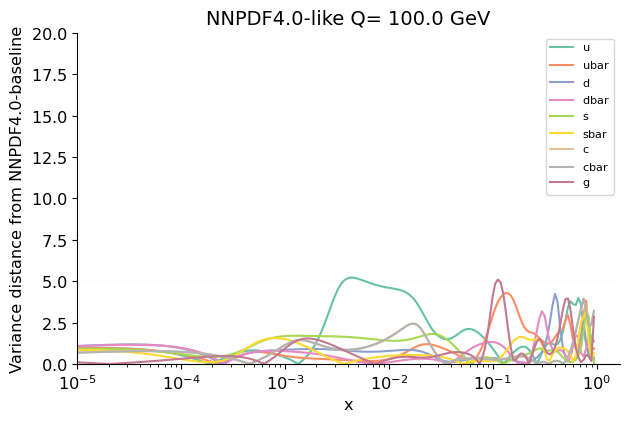 NNPDF4.0-like Q= 100.0 GeV
Variance distance from NNPDF4.0-baseline
20.0
17.5
15.0
12.5
10.0
7.5
5.0
2.5
0.0
10⁻⁵
10⁻⁴
10⁻³
10⁻²
10⁻¹
10⁰
x
u
ubar
d
dbar
s
sbar
c
cbar
g